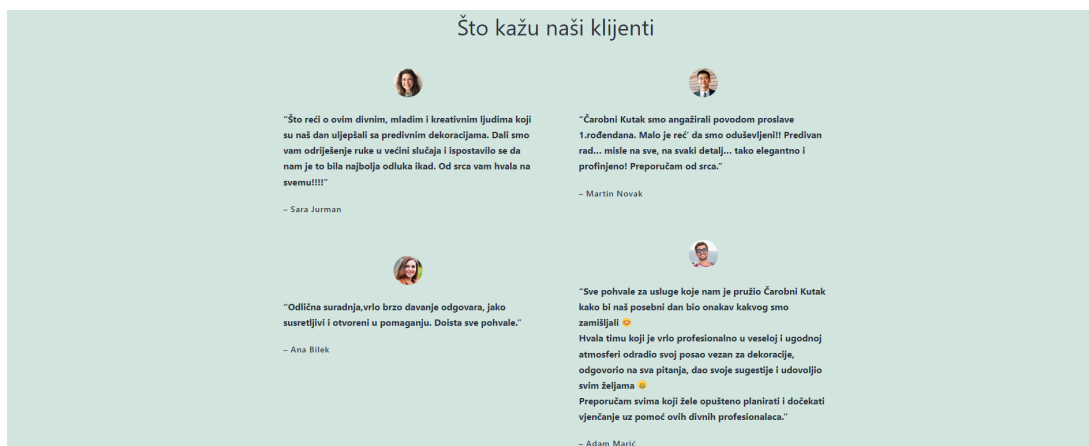 Što kažu naši klijenti
“Što reći o ovim divnim, mladim i kreativnim ljudima koji
su naš dan uljepšali sa predivnim dekoracijama. Dali smo
vam odriješenje ruke u većini slučaja i ispostavilo se da
nam je to bila najbolja odluka ikad. Od srca vam hvala na
svemu!!!!”
– Sara Jurman
“Čarobni Kutak smo angažirali povodom proslave
1.rođendana. Malo je reć’ da smo oduševljeni!! Predivan
rad… misle na sve, na svaki detalj… tako elegantno i
profinjeno! Preporučam od srca.”
– Martin Novak
“Odlična suradnja,vrlo brzo davanje odgovara, jako
susretljivi i otvoreni u pomaganju. Doista sve pohvale.”
– Ana Bilek
“Sve pohvale za usluge koje nam je pružio Čarobni Kutak
kako bi naš posebni dan bio onakav kakvog smo
zamišljali 😊
Hvala timu koji je vrlo profesionalno u veseloj i ugodnoj
atmosferi odradio svoj posao vezan za dekoracije,
odgovorio na sva pitanja, dao svoje sugestije i udovoljio
svim željama 😀
Preporučam svima koji žele opušteno planirati i dočekati
vjenčanje uz pomoć ovih divnih profesionalaca.”
– Adam Marić